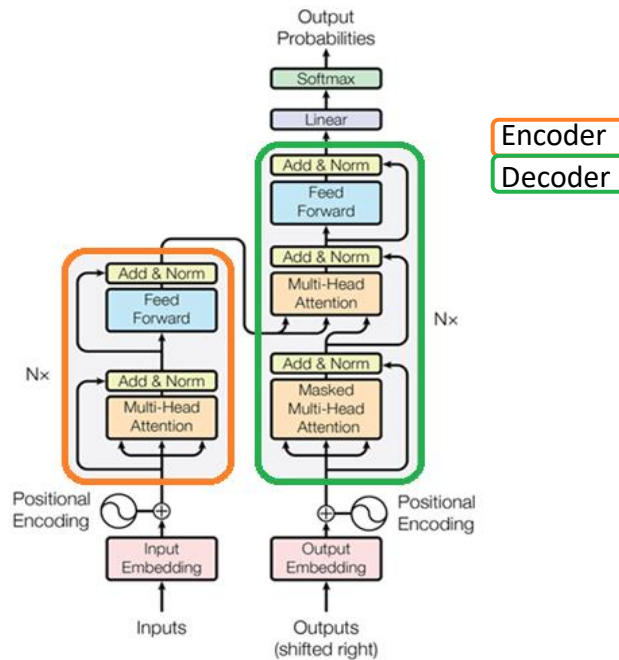 Output
Probabilities
Softmax
Linear
Encoder
Decoder
Add & Norm
Feed
Forward
Add & Norm
Multi-Head
Attention
Add & Norm
Feed
Forward
N×
N×
Add & Norm
Multi-Head
Attention
Add & Norm
Masked
Multi-Head
Attention
Positional
Encoding
Positional
Encoding
Input
Embedding
Output
Embedding
Inputs
Outputs
(shifted right)